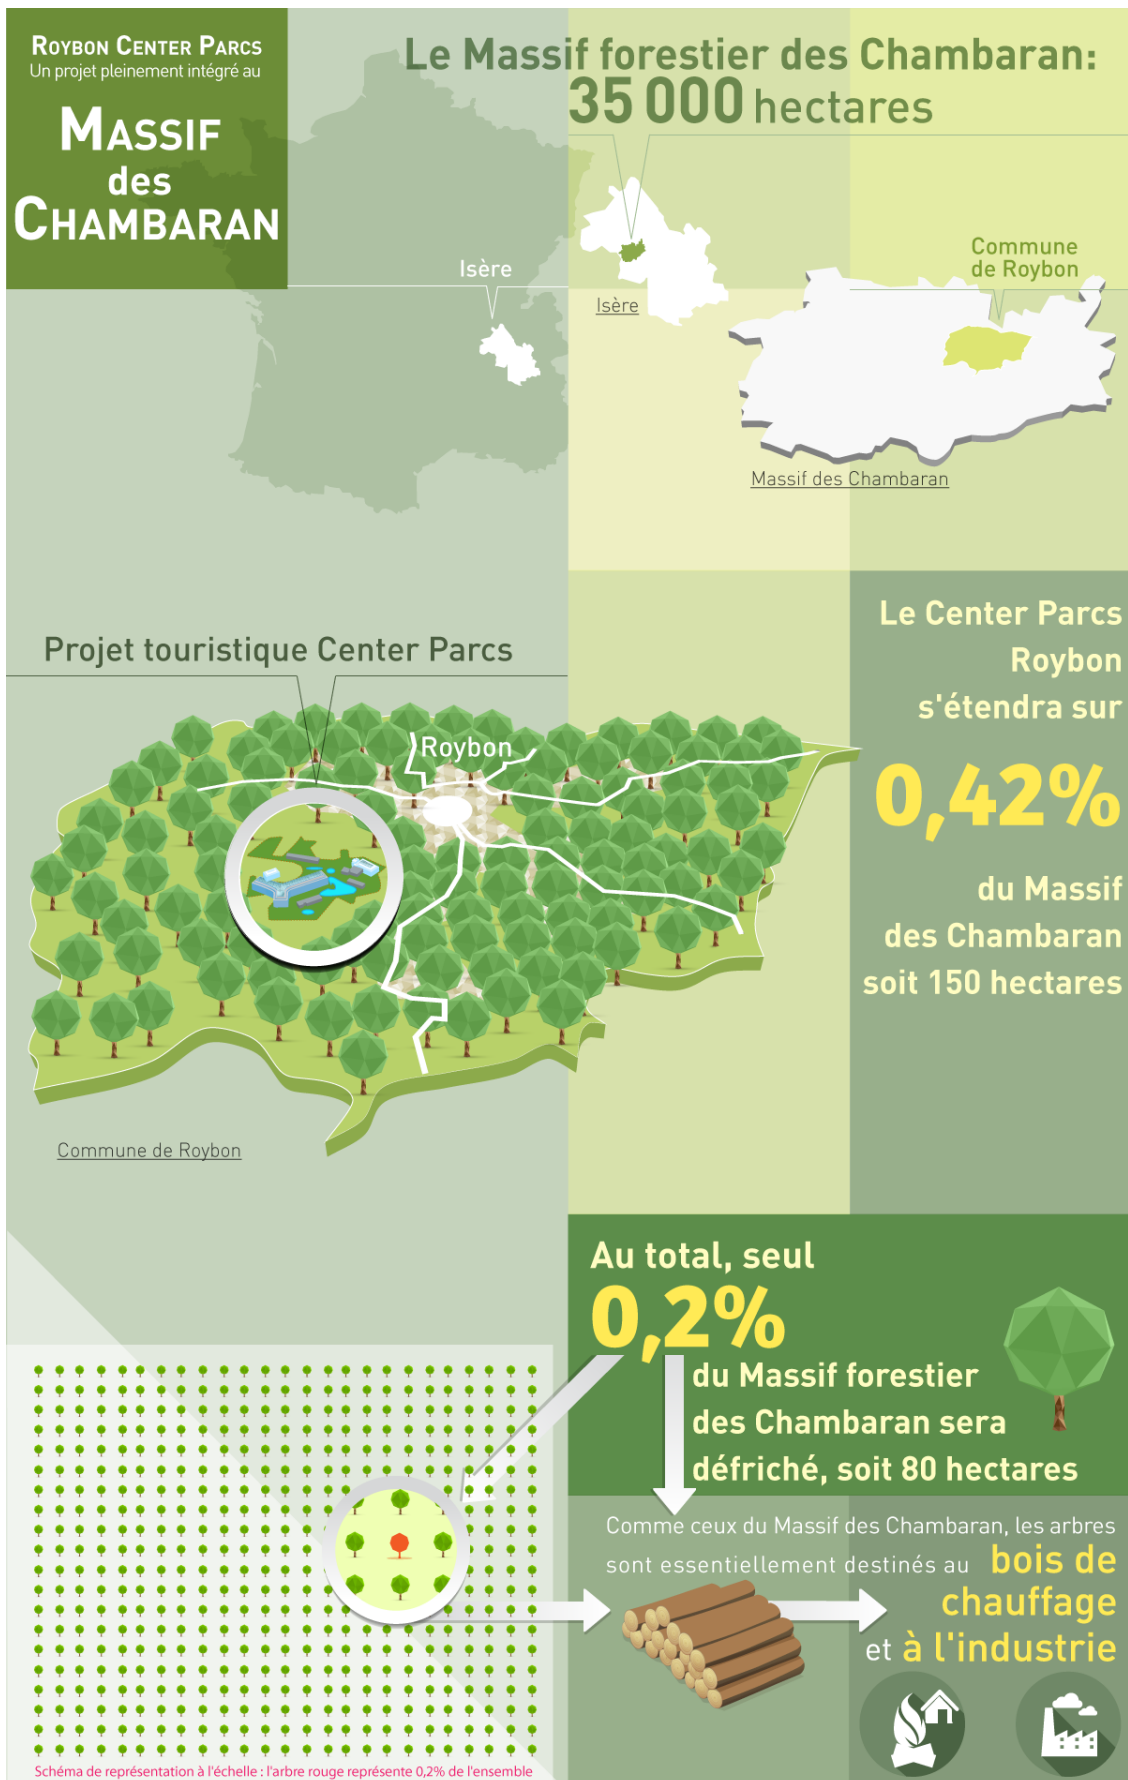 ROYBON CENTER PARCS
Un projet pleinement intégré au
MASSIF
des
CHAMBARAN
Le Massif forestier des Chambaran:
35 000 hectares
Isère
Isère
Commune
de Roybon
Massif des Chambaran
Le Center Parcs
Roybon
s'étendra sur
0,42%
du Massif
des Chambaran
soit 150 hectares
Projet touristique Center Parcs
Roybon
Commune de Roybon
Au total, seul
0,2%
du Massif forestier
des Chambaran sera
défriché, soit 80 hectares
Comme ceux du Massif des Chambaran, les arbres
sont essentiellement destinés au bois de
chauffage
et à l'industrie
Schéma de représentation à l'échelle : l'arbre rouge représente 0,2% de l'ensemble